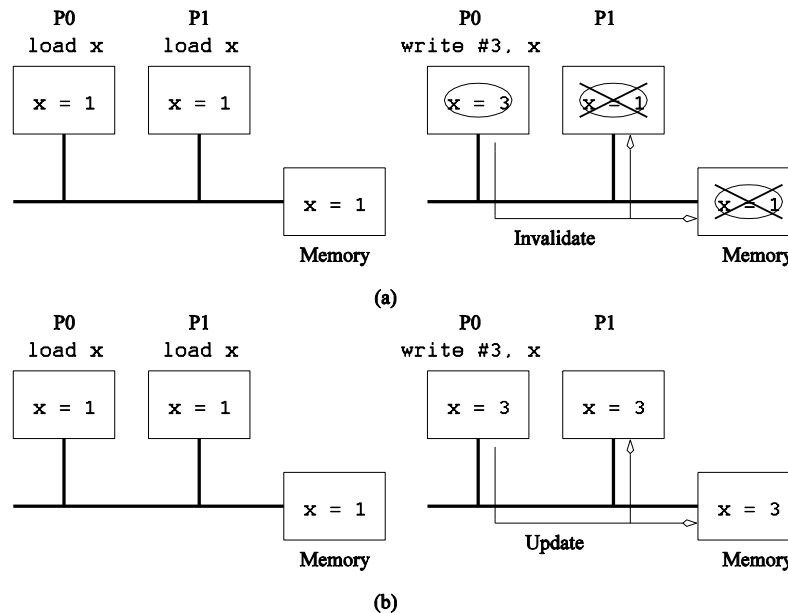 P0 P1 P0 P1
load x load x write #3, x
x = 1 x = 1 x = 3 x = 1
x = 1 x = 1
Invalidate
Memory Memory
(a)
P0 P1 P0 P1
load x load x write #3, x
x = 1 x = 1 x = 3 x = 3
x = 1 x = 3
Update
Memory Memory
(b)